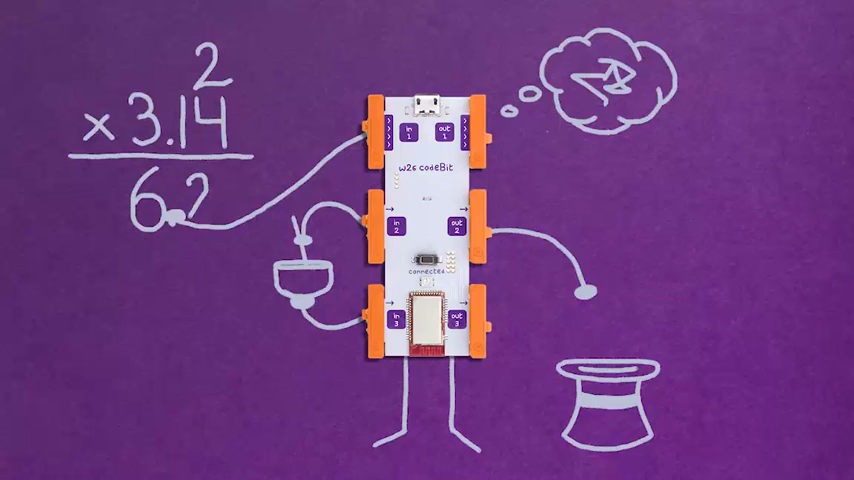 2
× 3.14
6.2
in
1
out
1
w26 codeBit
in
2
out
2
connected
in
3
out
3